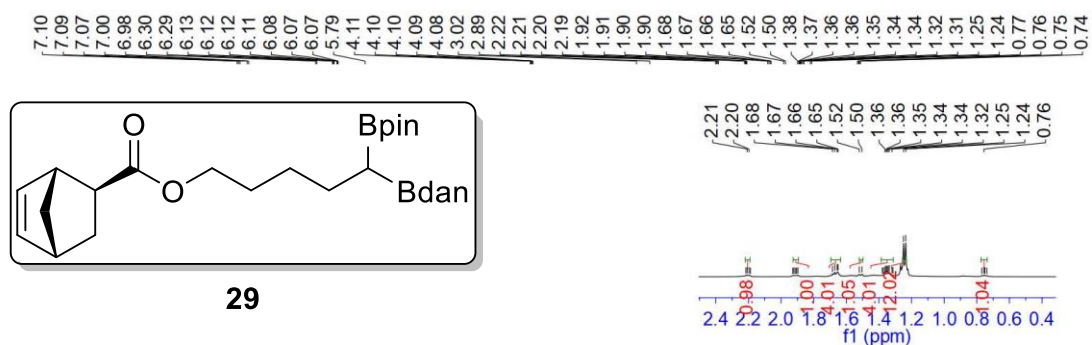 7.10 7.09 7.07 7.00 6.98 6.30 6.29 6.13 6.12 6.12 6.11 6.08 6.07 6.07 5.79 4.11 4.10 4.10 4.09 4.08 3.02 2.89 2.22 2.21 2.20 2.19 1.92 1.91 1.90 1.90 1.68 1.67 1.66 1.65 1.52 1.50 1.38 1.37 1.36 1.36 1.35 1.34 1.34 1.32 1.31 1.25 1.24 0.77 0.76 0.75 0.74
2.21 2.20 1.68 1.67 1.66 1.65 1.52 1.50 1.36 1.36 1.35 1.34 1.34 1.32 1.25 1.24 0.76
O
Bpin
O
Bdan
29
0.98 1.00 4.01 1.05 4.01 12.02 1.04
2.4 2.2 2.0 1.8 1.6 1.4 1.2 1.0 0.8 0.6 0.4
f1 (ppm)